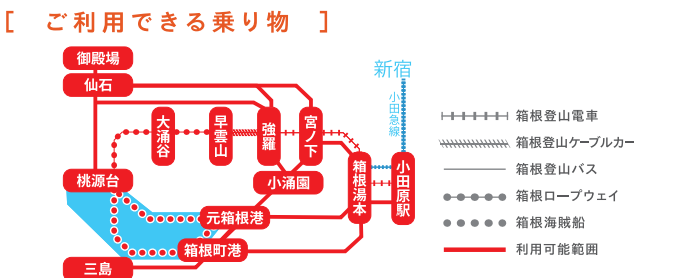 [ ご利用できる乗り物 ]
御殿場
仙石
新宿
小田急線
大涌谷
早雲山
強羅
宮ノ下
箱根登山電車
箱根登山ケーブルカー
箱根登山バス
箱根ロープウェイ
箱根海賊船
利用可能範囲
桃源台
小涌園
箱根湯本
小田原駅
元箱根港
箱根町港
三島